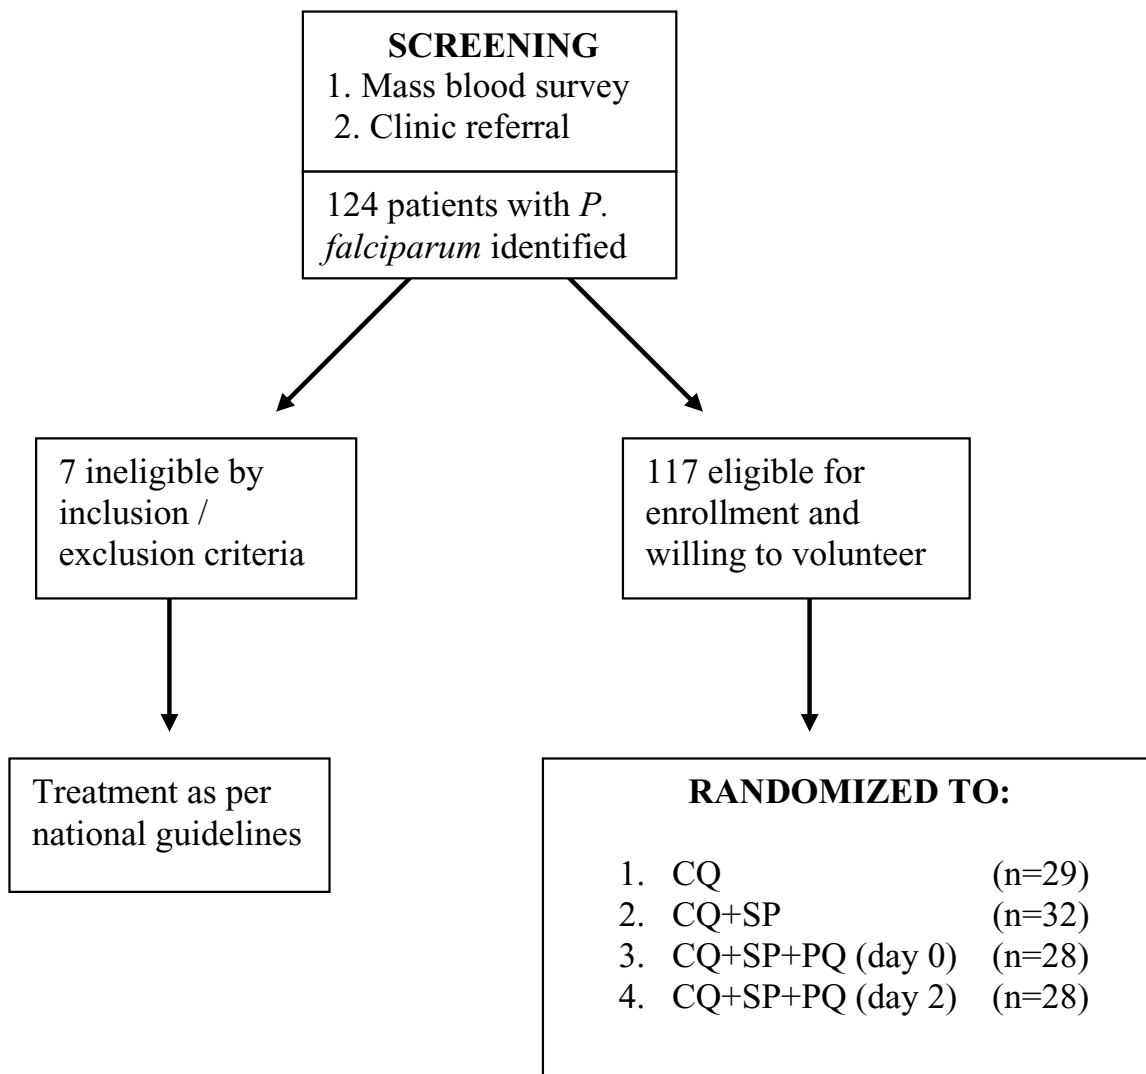 SCREENING
1. Mass blood survey
2. Clinic referral
124 patients with P.
falciparum identified
7 ineligible by
inclusion /
exclusion criteria
117 eligible for
enrollment and
willing to volunteer
Treatment as per
national guidelines
RANDOMIZED TO:
1. CQ (n=29)
2. CQ+SP (n=32)
3. CQ+SP+PQ (day 0) (n=28)
4. CQ+SP+PQ (day 2) (n=28)